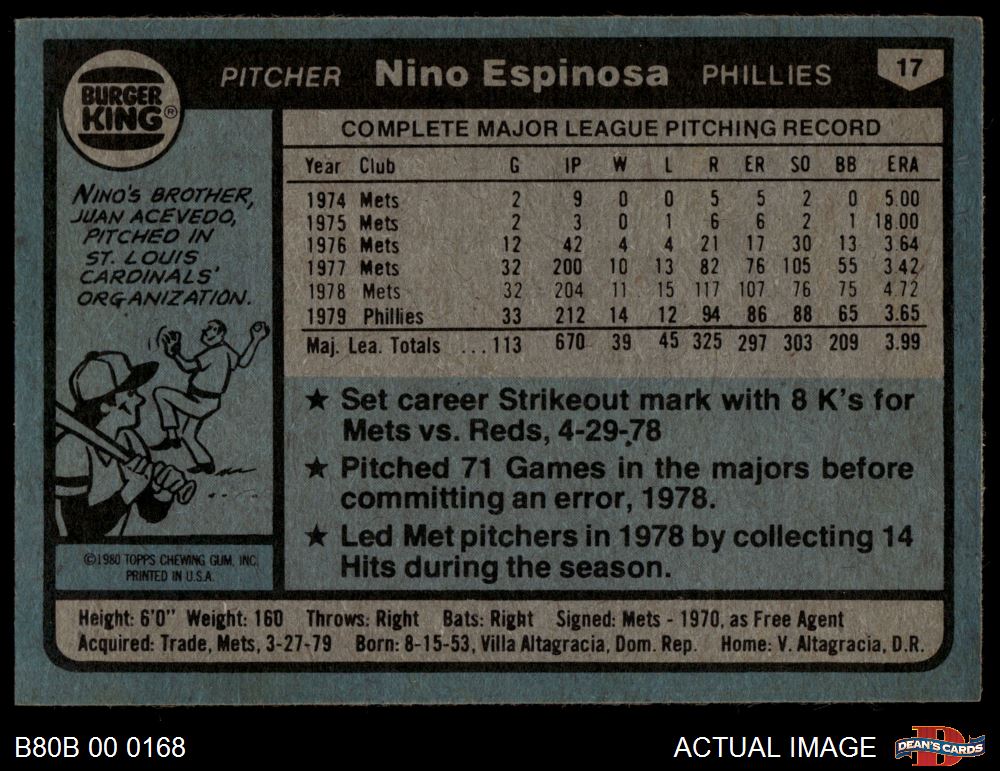 BURGER
KING®
PITCHER Nino Espinosa PHILLIES 17
COMPLETE MAJOR LEAGUE PITCHING RECORD
Year Club G IP W L R ER SO BB ERA
1974 Mets 2 9 0 0 5 5 2 0 5.00
1975 Mets 2 3 0 1 6 6 2 1 18.00
1976 Mets 12 42 4 4 21 17 30 13 3.64
1977 Mets 32 200 10 13 82 76 105 55 3.42
1978 Mets 32 204 11 15 117 107 76 75 4.72
1979 Phillies 33 212 14 12 94 86 88 65 3.65
Maj. Lea. Totals ...113 670 39 45 325 297 303 209 3.99
NINO'S BROTHER,
JUAN ACEVEDO,
PITCHED IN
ST. LOUIS
CARDINALS'
ORGANIZATION.
★ Set career Strikeout mark with 8 K's for
Mets vs. Reds, 4-29-78
★ Pitched 71 Games in the majors before
committing an error, 1978.
★ Led Met pitchers in 1978 by collecting 14
Hits during the season.
©1980 TOPPS CHEWING GUM, INC.
PRINTED IN U.S.A.
Height: 6'0" Weight: 160 Throws: Right Bats: Right Signed: Mets - 1970, as Free Agent
Acquired: Trade, Mets, 3-27-79 Born: 8-15-53, Villa Altagracia, Dom. Rep. Home: V. Altagracia, D.R.
B80B 00 0168
ACTUAL IMAGE
D
DEAN'S CARDS